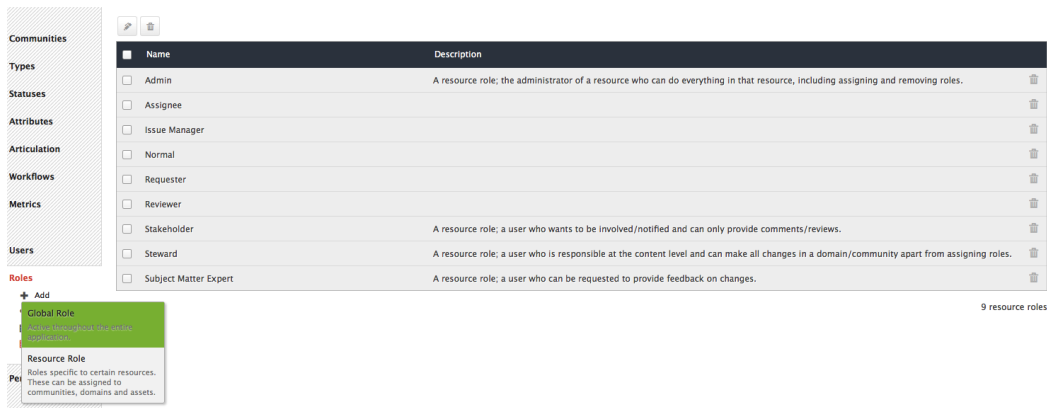 Communities
Types
Statuses
Attributes
Articulation
Workflows
Metrics
Users
Roles
Add
Global Role
Active throughout the entire
application.
Resource Role
Roles specific to certain resources.
These can be assigned to
communities, domains and assets.
Name Description
Admin A resource role; the administrator of a resource who can do everything in that resource, including assigning and removing roles.
Assignee
Issue Manager
Normal
Requester
Reviewer
Stakeholder A resource role; a user who wants to be involved/notified and can only provide comments/reviews.
Steward A resource role; a user who is responsible at the content level and can make all changes in a domain/community apart from assigning roles.
Subject Matter Expert A resource role; a user who can be requested to provide feedback on changes.
9 resource roles